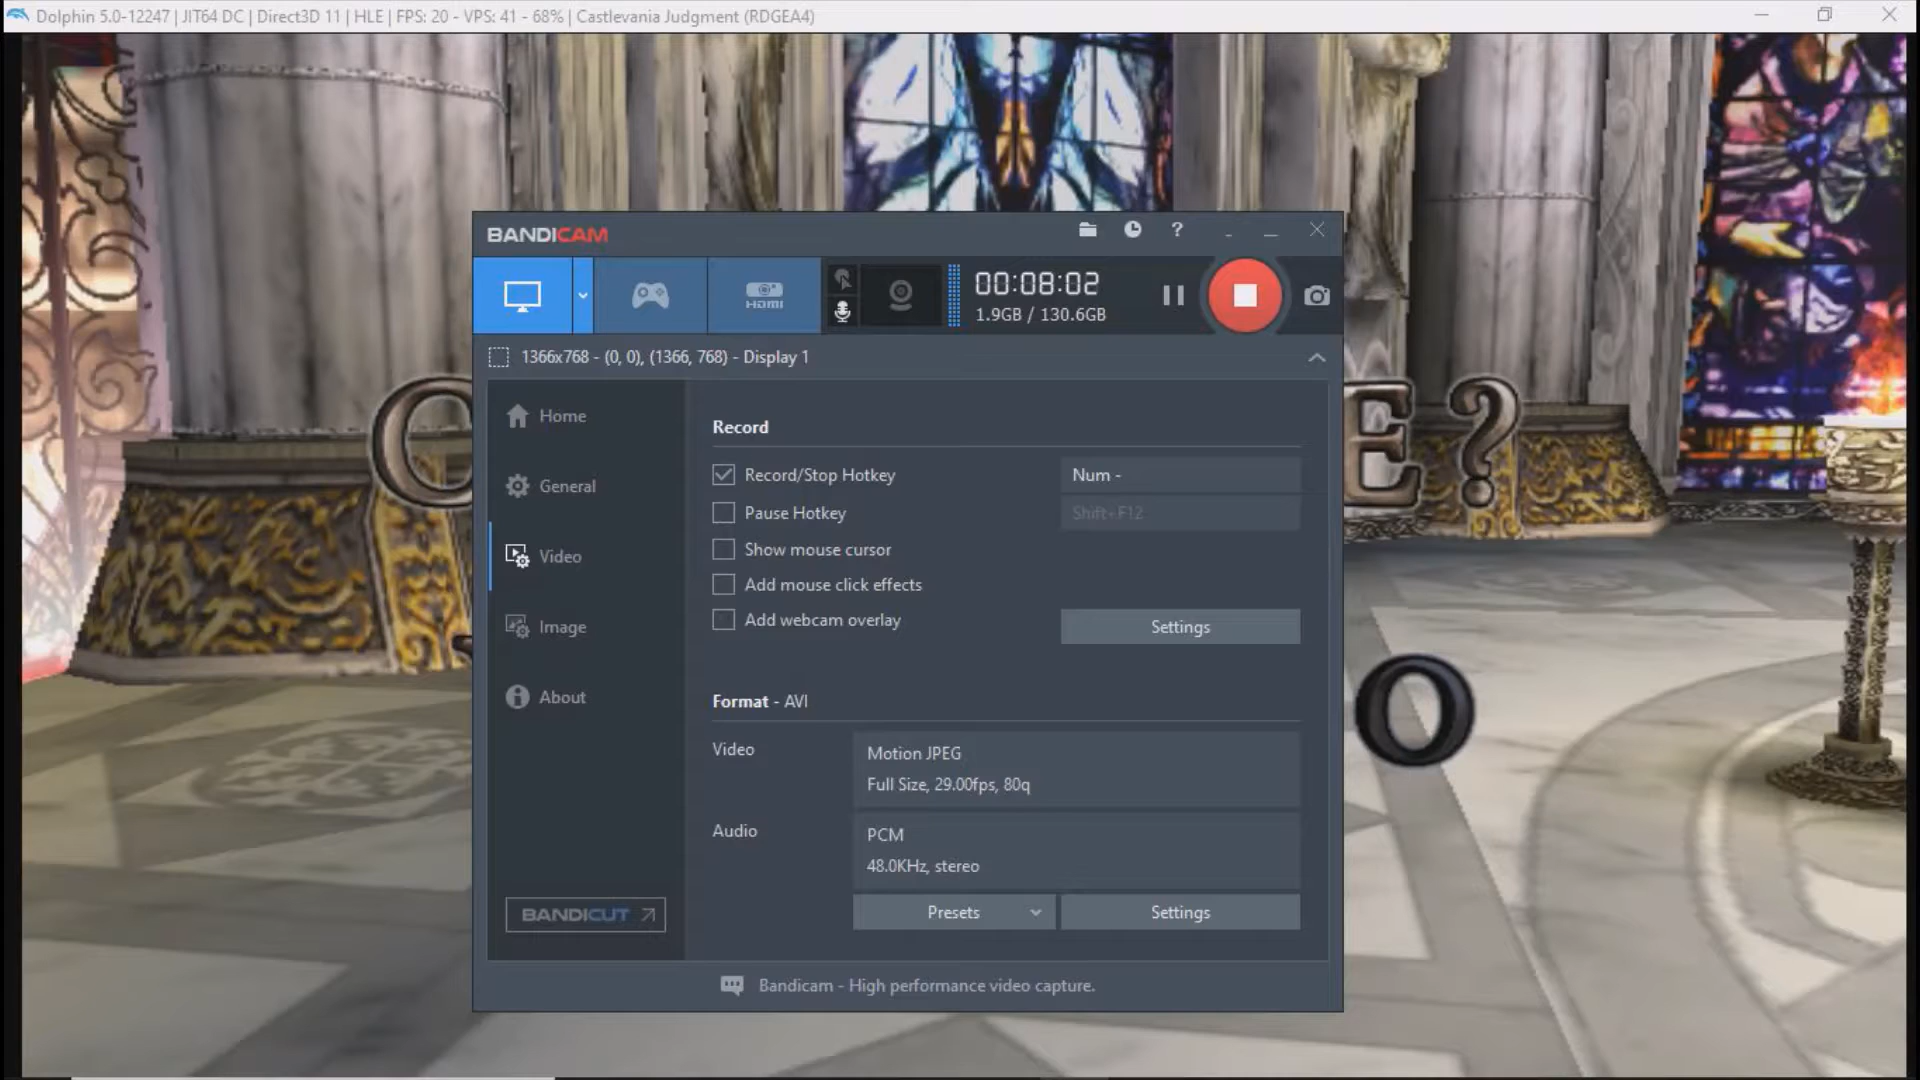 Dolphin 5.0-12247 | JIT64 DC | Direct3D 11 | HLE | FPS: 20 - VPS: 41 - 68% | Castlevania Judgment (RDGEA4)
BANDICAM
?
HDMI
00:08:02
1.9GB / 130.6GB
1366x768 - (0, 0), (1366, 768) - Display 1
Home
General
Video
Image
About
BANDICUT
Record
Record/Stop Hotkey
Num -
Pause Hotkey
Shift+F12
Show mouse cursor
Add mouse click effects
Add webcam overlay
Settings
Format - AVI
Video
Motion JPEG
Full Size, 29.00fps, 80q
Audio
PCM
48.0KHz, stereo
Presets
Settings
Bandicam - High performance video capture.
E?